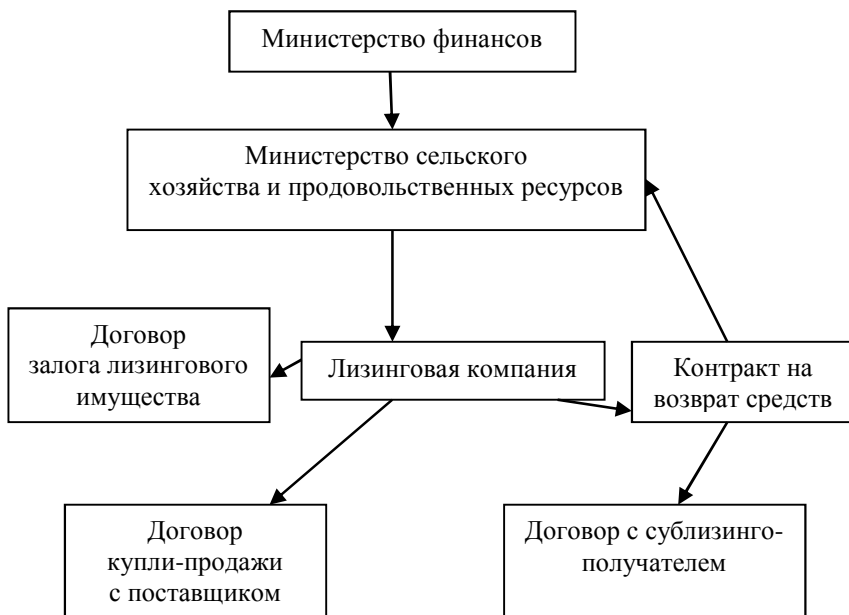 Министерство финансов
Министерство сельского
хозяйства и продовольственных ресурсов
Договор
залога лизингового
имущества
Лизинговая компания
Контракт на
возврат средств
Договор
купли-продажи
с поставщиком
Договор с сублизинго-
получателем